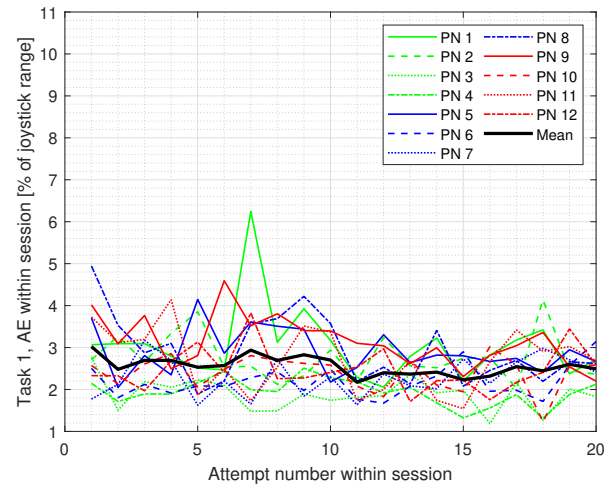 Task 1, AE within session [% of joystick range]
11
10
9
8
7
6
5
4
3
2
1
0
5
10
15
20
Attempt number within session
PN 1
PN 2
PN 3
PN 4
PN 5
PN 6
PN 7
PN 8
PN 9
PN 10
PN 11
PN 12
Mean